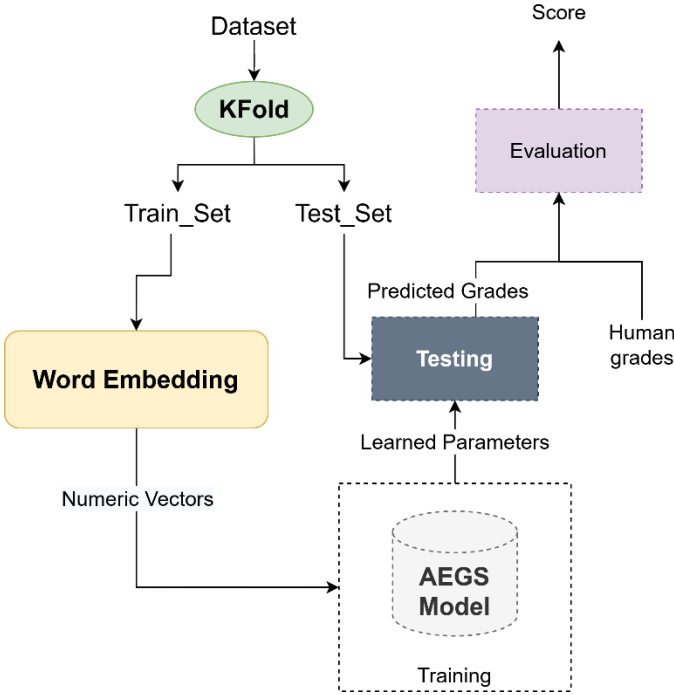 Score
Dataset
KFold
Evaluation
Train_Set
Test_Set
Predicted Grades
Human
grades
Word Embedding
Testing
Learned Parameters
Numeric Vectors
AEGS
Model
Training